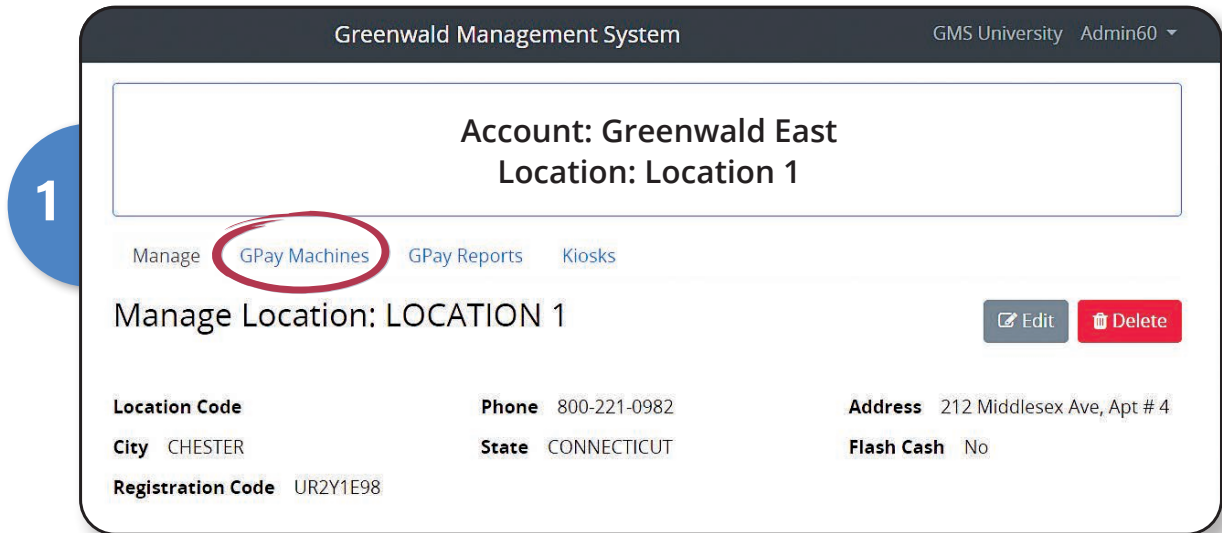 Greenwald Management System GMS University Admin60
Account: Greenwald East
Location: Location 1
1
Manage GPay Machines GPay Reports Kiosks
Manage Location: LOCATION 1 Edit Delete
Location Code Phone 800-221-0982 Address 212 Middlesex Ave, Apt # 4
City CHESTER State CONNECTICUT Flash Cash No
Registration Code UR2Y1E98